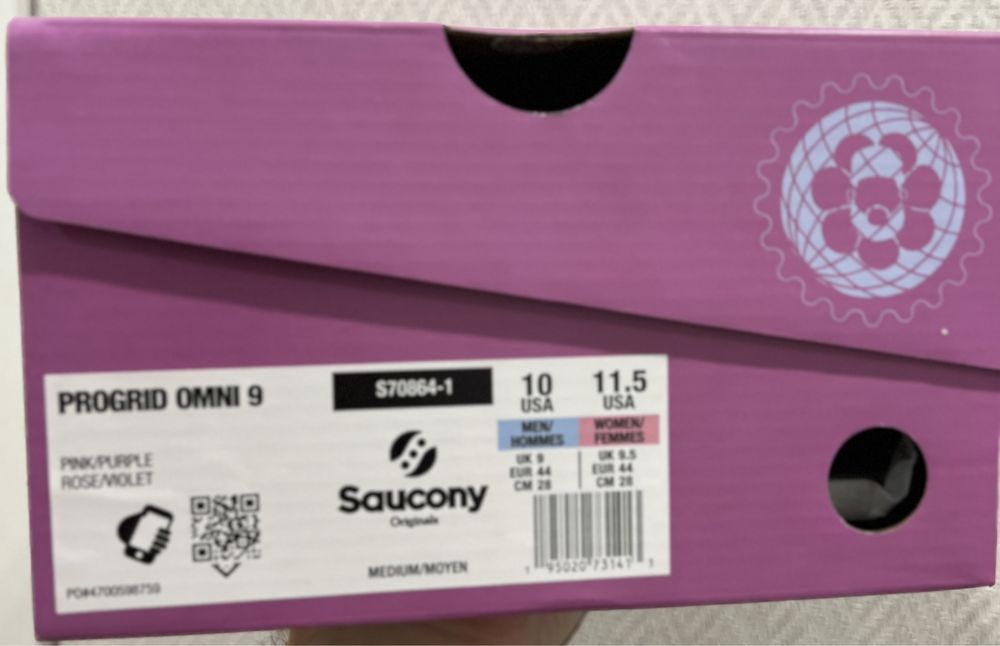 PROGRID OMNI 9
S70864-1
10
USA
11.5
USA
MEN/
HOMMES
WOMEN/
FEMMES
UK 9
EUR 44
CM 28
UK 9.5
EUR 44
CM 28
PINK/PURPLE
ROSE/VIOLET
Saucony
Originals
MEDIUM/MOYEN
PO#4700598759
1 95020 73141 1